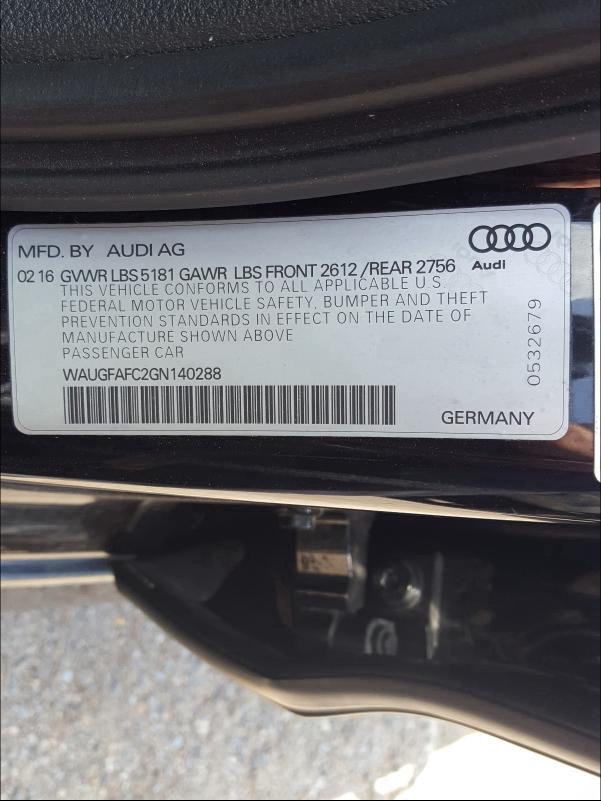 MFD. BY AUDI AG
Audi
02 16 GVWR LBS 5181 GAWR LBS FRONT 2612 /REAR 2756
THIS VEHICLE CONFORMS TO ALL APPLICABLE U.S.
FEDERAL MOTOR VEHICLE SAFETY, BUMPER AND THEFT
PREVENTION STANDARDS IN EFFECT ON THE DATE OF
MANUFACTURE SHOWN ABOVE
PASSENGER CAR
0532679
WAUGFAFC2GN140288
GERMANY